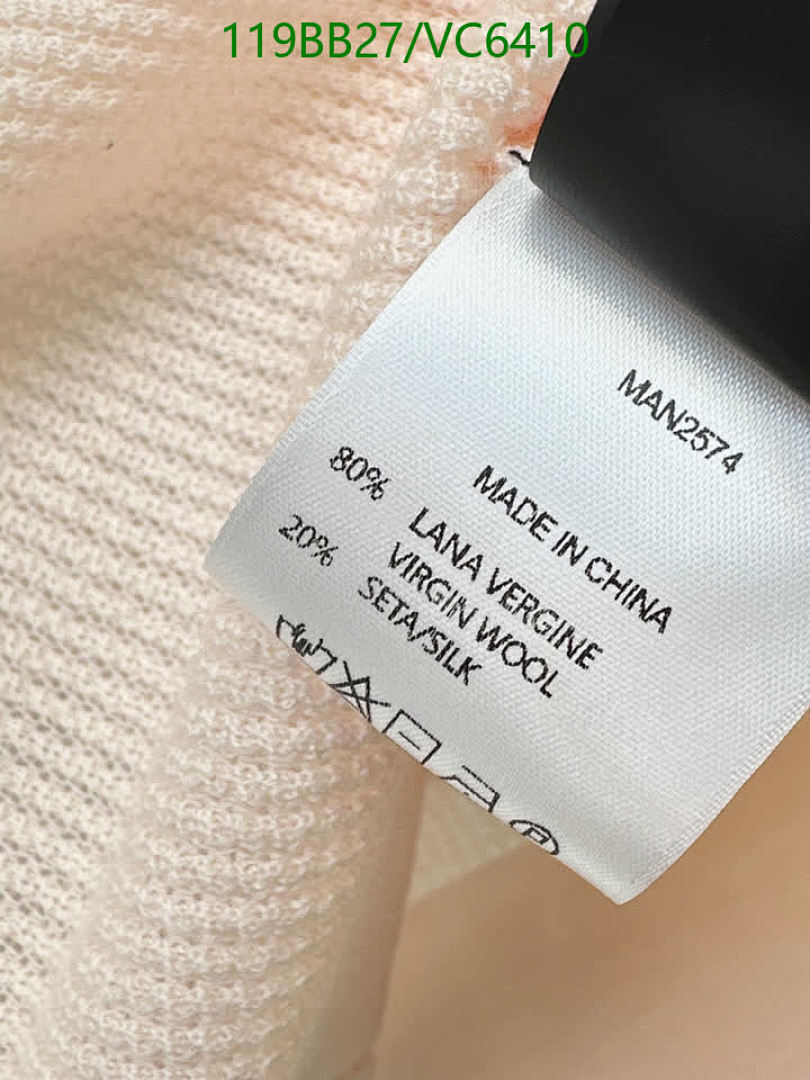 119BB27/VC6410
MAN2574
MADE IN CHINA
80% LANA VERGINE
VIRGIN WOOL
20% SETA/SILK
P